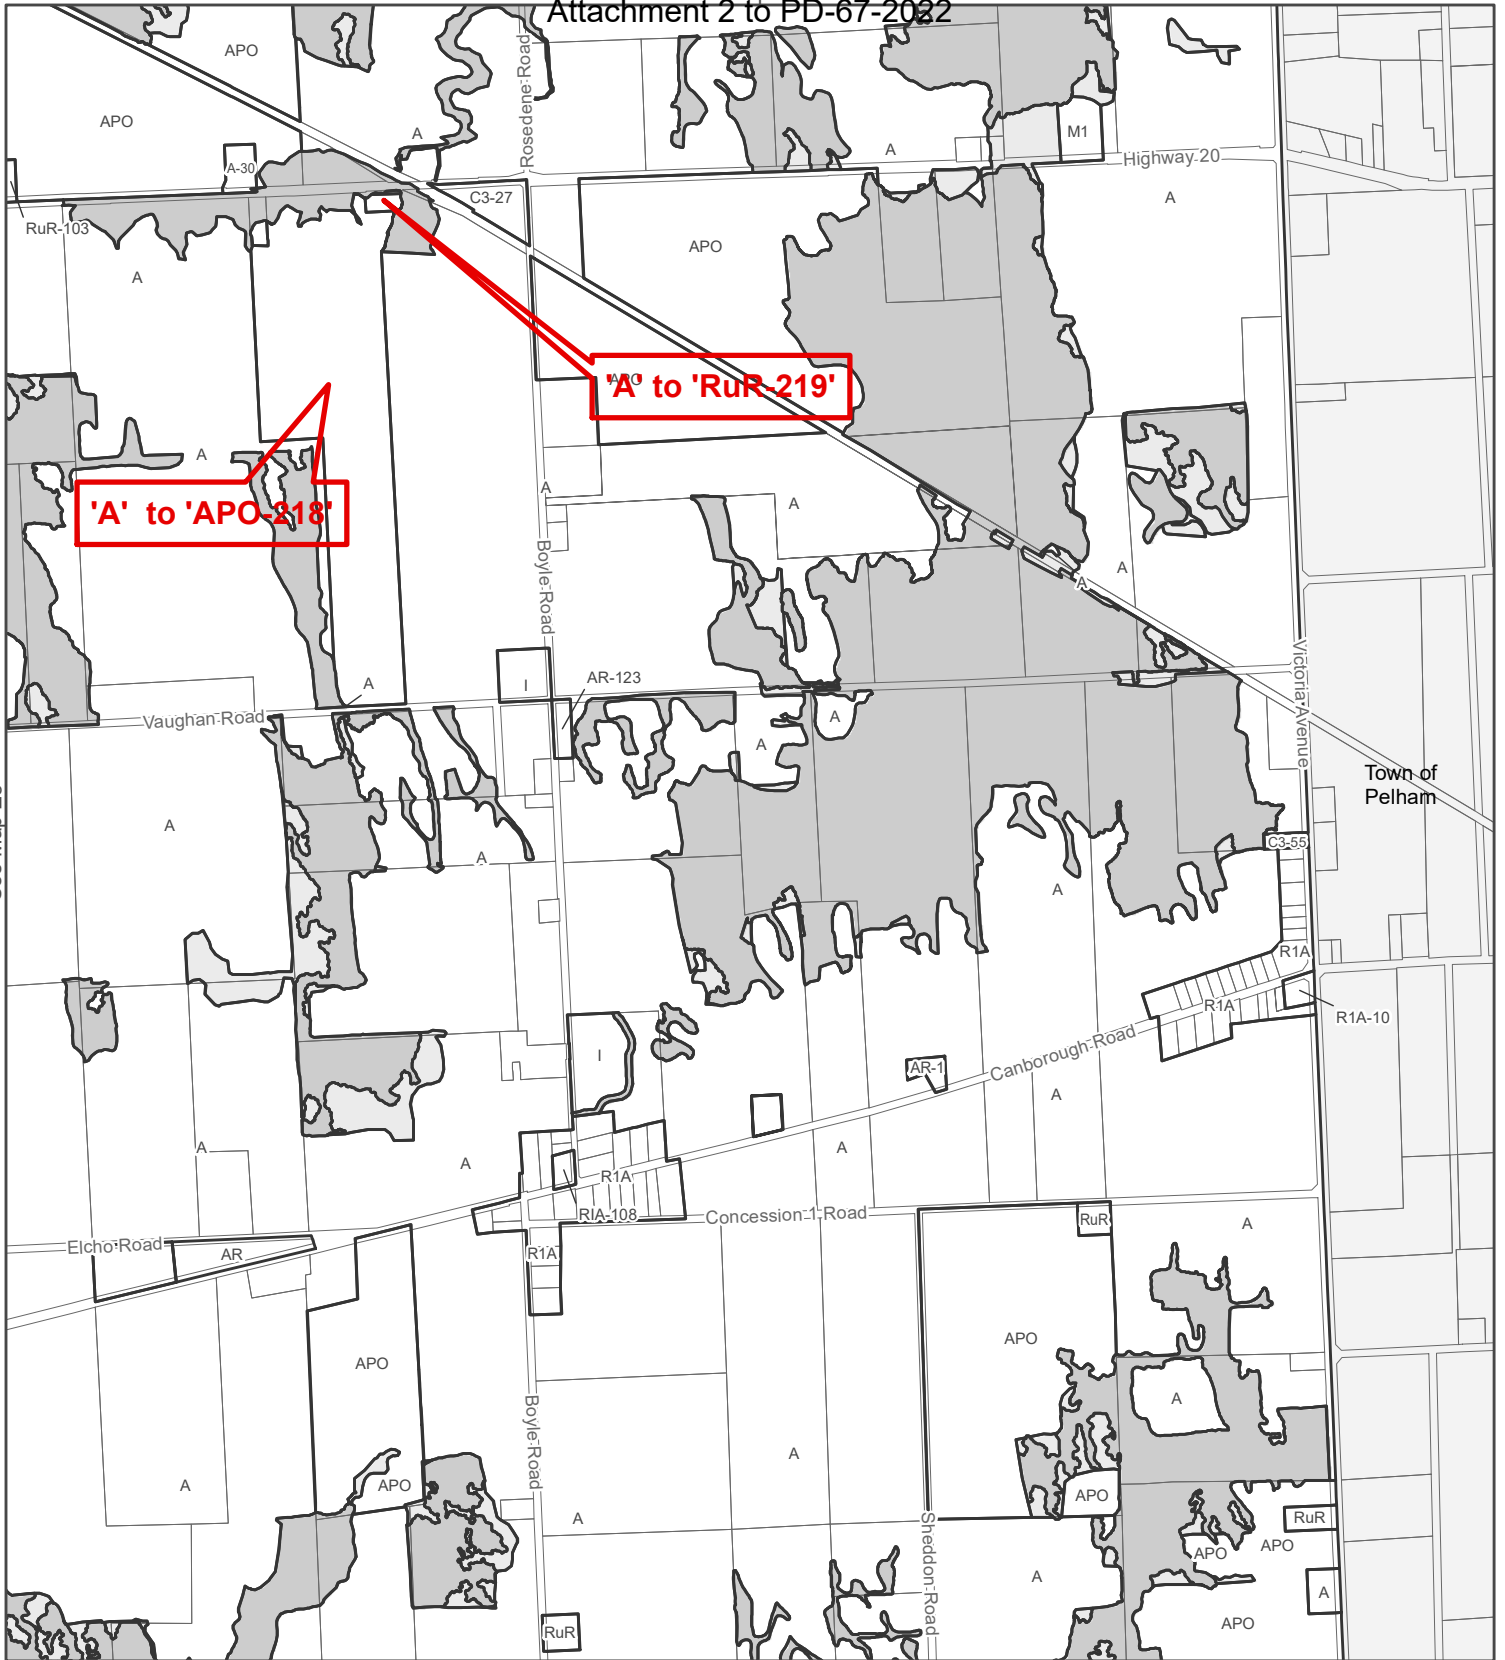 Attachment 2 to PD-67-2022
APO
APO
A
A-30
Rosedene Road
A
M1
Highway 20
RuR-103
C3-27
A
A
APO
'A' to 'RuR-219'
APO
A
'A' to 'APO-218'
A
A
Boyle Road
A
A
Victoria Avenue
I
AR-123
A
Vaughan Road
A
A
Town of
Pelham
A
A
C3-55
A
R1A
R1A
R1A-10
I
Canborough Road
AR-1
A
A
A
A
R1A
RIA-108
Concession 1 Road
RuR
A
Elcho Road
AR
R1A
APO
APO
A
Boyle Road
A
A
APO
APO
A
Sheddon Road
RuR
APO
APO
A
A
APO
RuR